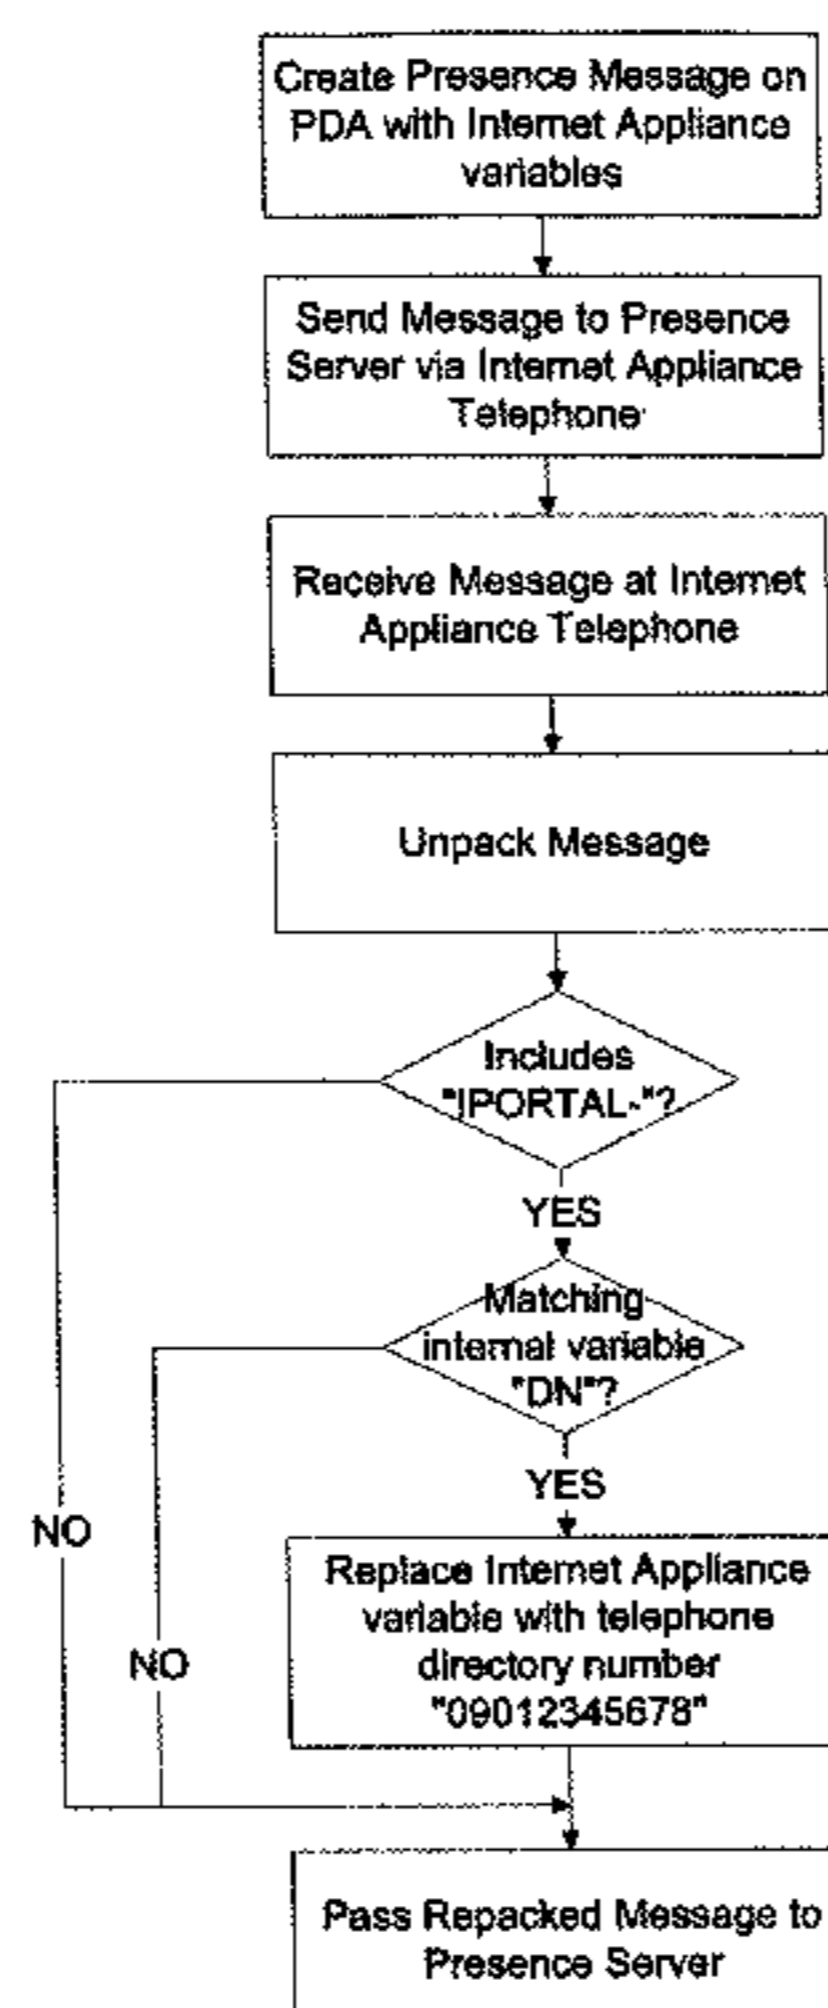 Create Presence Message on
PDA with Internet Appliance
variables
Send Message to Presence
Server via Internet Appliance
Telephone
Receive Message at Internet
Appliance Telephone
Unpack Message
Includes
"IPORTAL-"?
YES
Matching
internal variable
"DN"?
YES
NO
Replace Internet Appliance
variable with telephone
directory number
"09012345678"
NO
Pass Repacked Message to
Presence Server